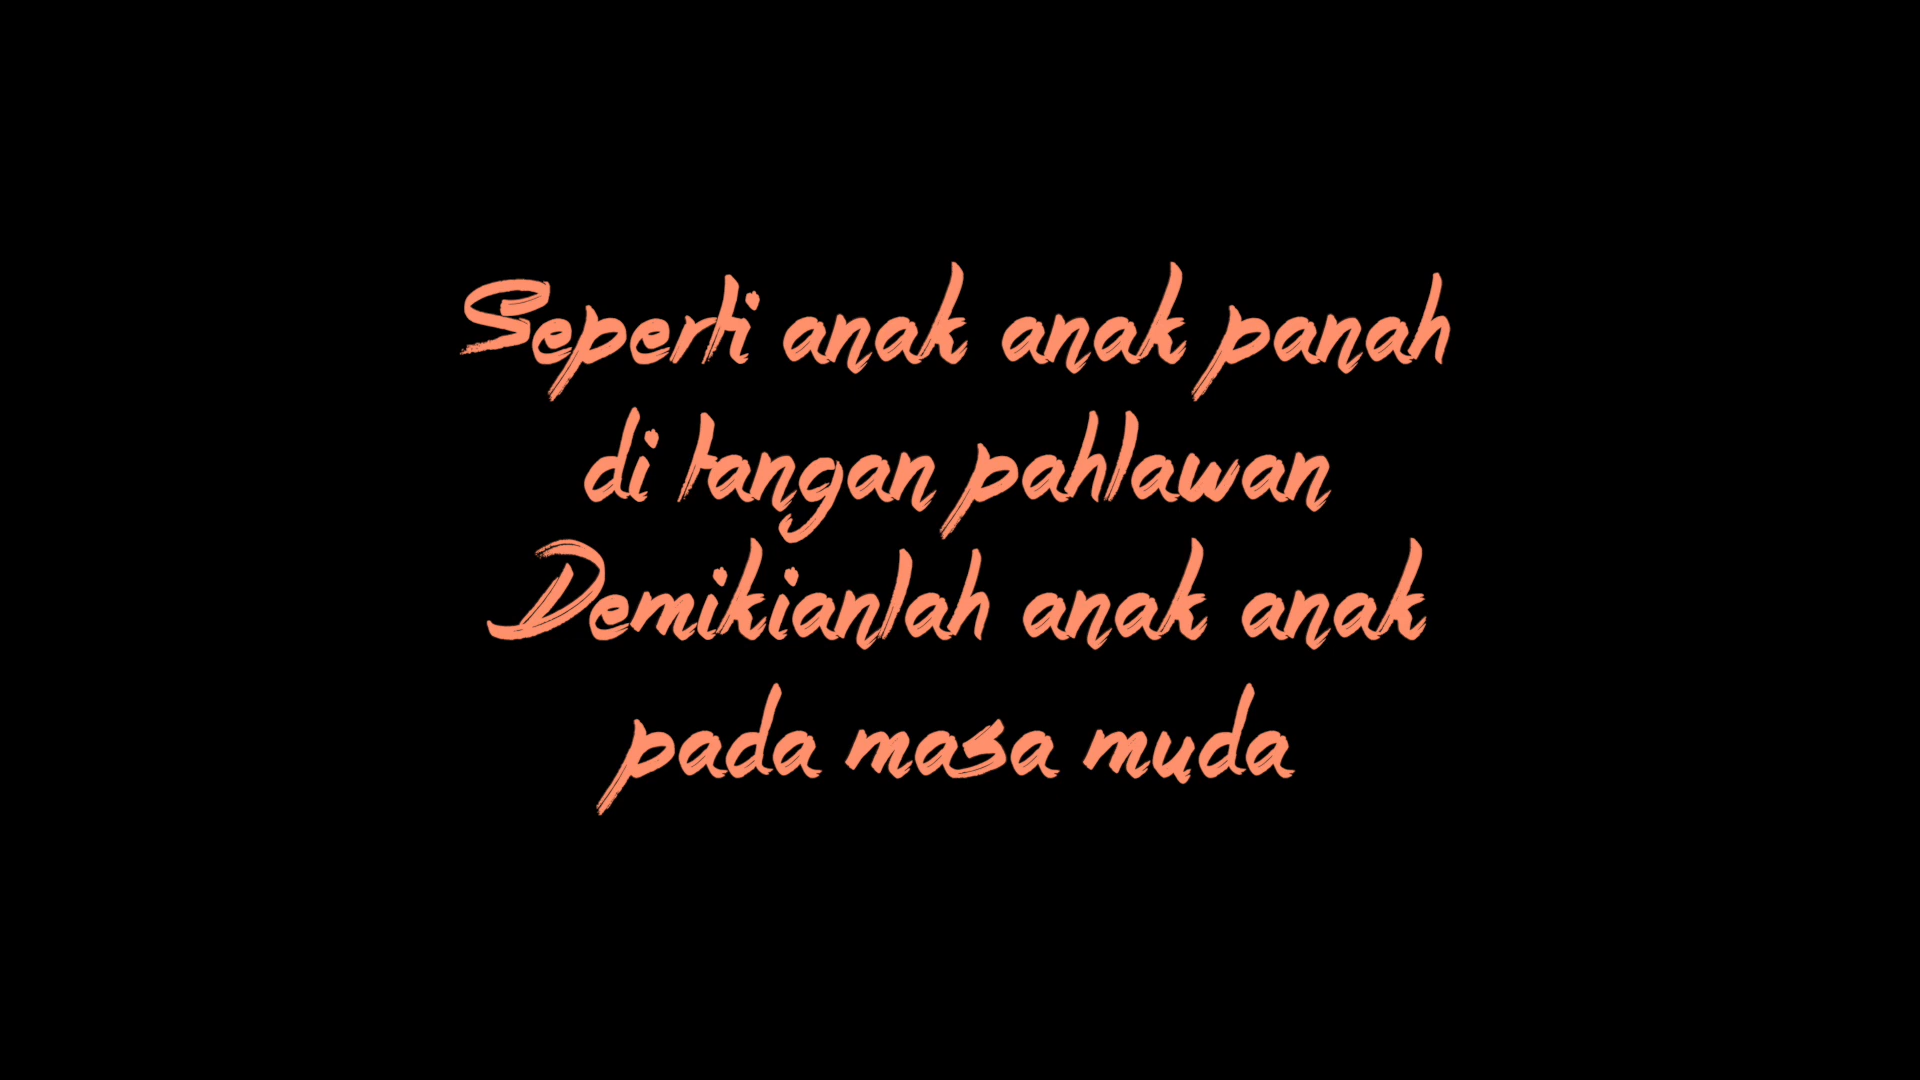 Seperti anak anak panah
di tangan pahlawan
Demikianlah anak anak
pada masa muda